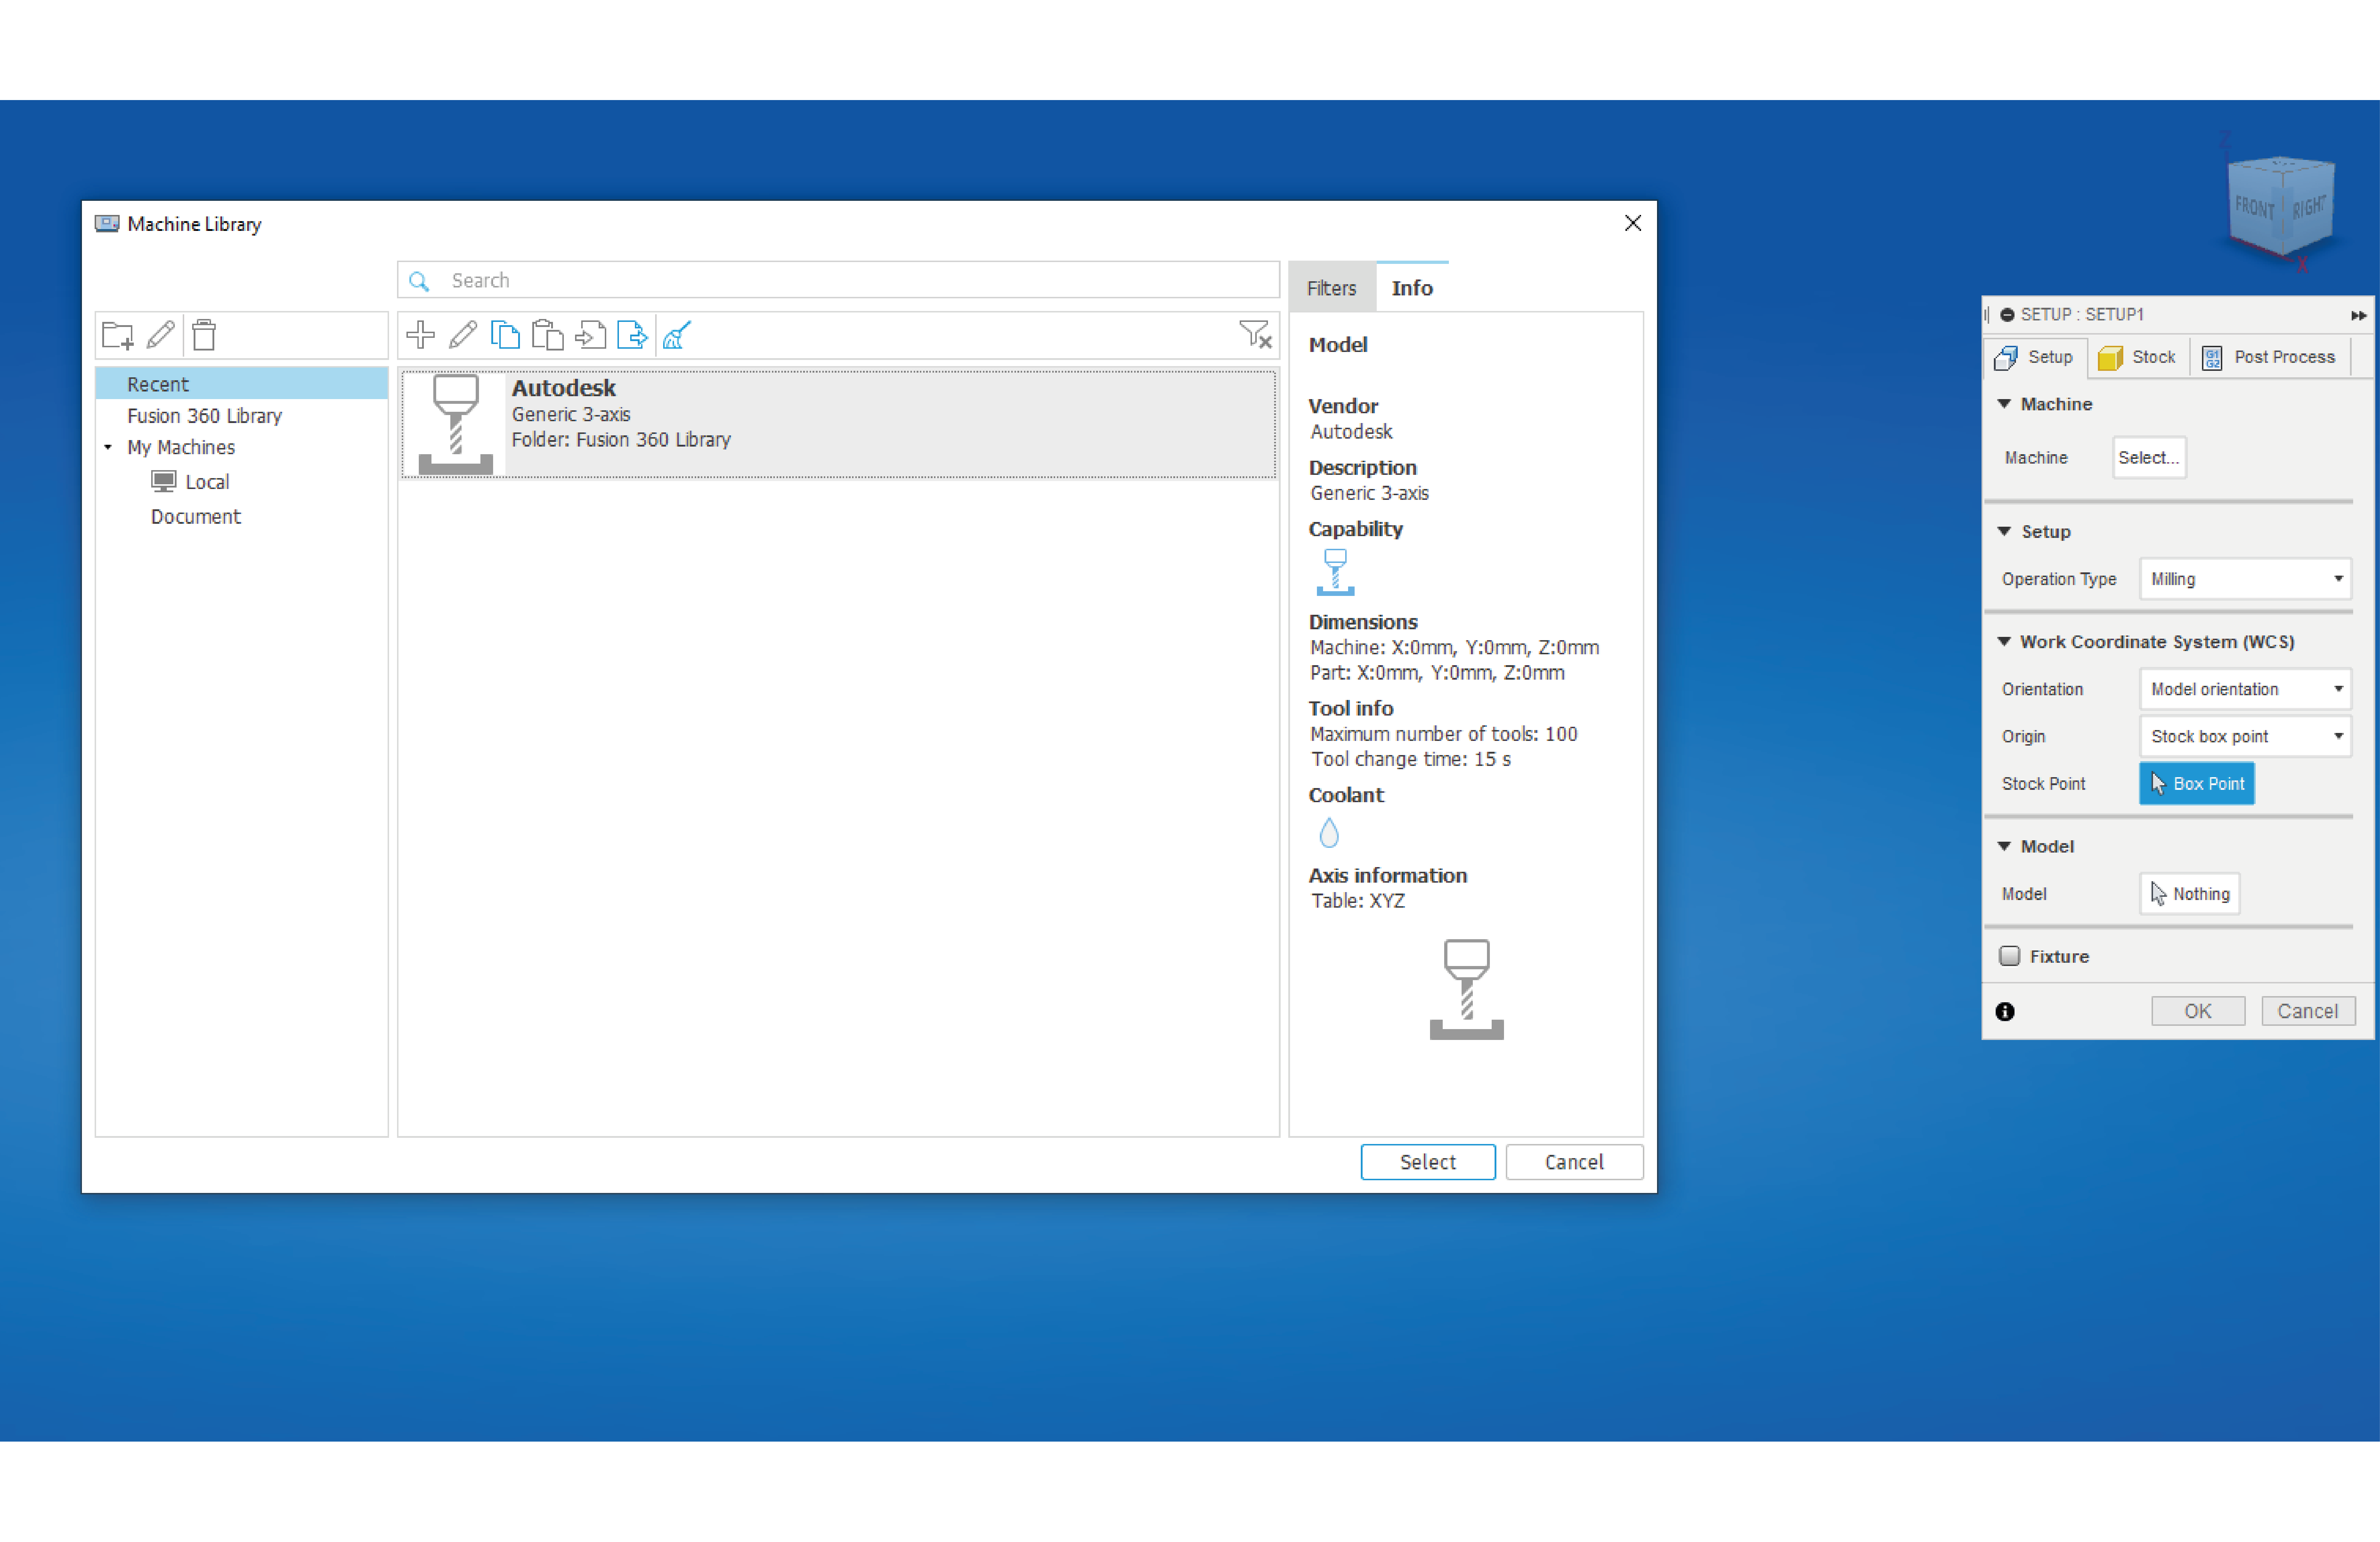 Machine Library
Search
Recent
Fusion 360 Library
My Machines
Local
Document
Autodesk
Generic 3-axis
Folder: Fusion 360 Library
Filters
Info
Model
Vendor
Autodesk
Description
Generic 3-axis
Capability
Dimensions
Machine: X:0mm, Y:0mm, Z:0mm
Part: X:0mm, Y:0mm, Z:0mm
Tool info
Maximum number of tools: 100
Tool change time: 15 s
Coolant
Axis information
Table: XYZ
Select
Cancel
Z
FRONT
RIGHT
X
SETUP : SETUP1
Setup
Stock
G1
G2
Post Process
Machine
Machine
Select...
Setup
Operation Type
Milling
Work Coordinate System (WCS)
Orientation
Model orientation
Origin
Stock box point
Stock Point
Box Point
Model
Model
Nothing
Fixture
OK
Cancel